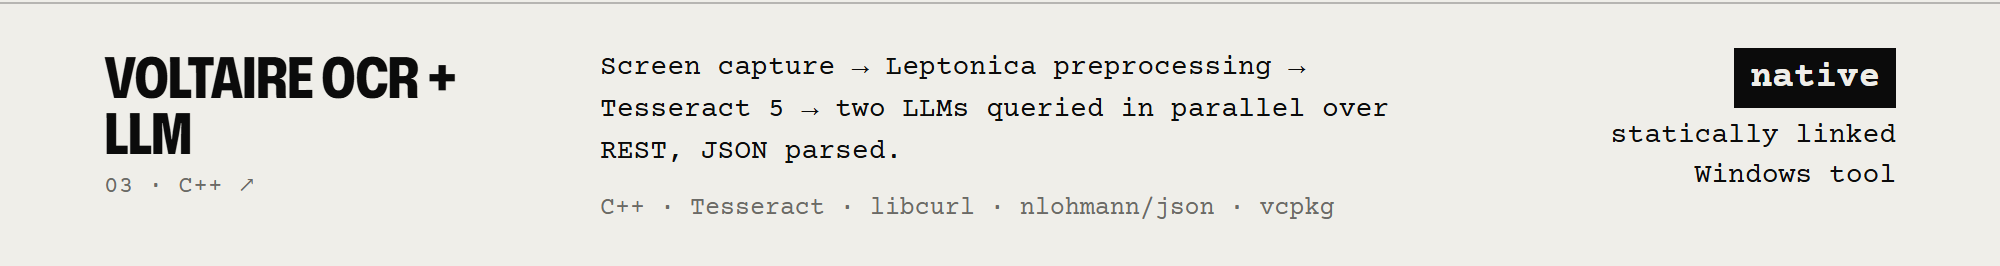 VOLTAIRE OCR +
LLM
03 · C++ ↗
Screen capture → Leptonica preprocessing →
Tesseract 5 → two LLMs queried in parallel over
REST, JSON parsed.
C++ · Tesseract · libcurl · nlohmann/json · vcpkg
native
statically linked
Windows tool